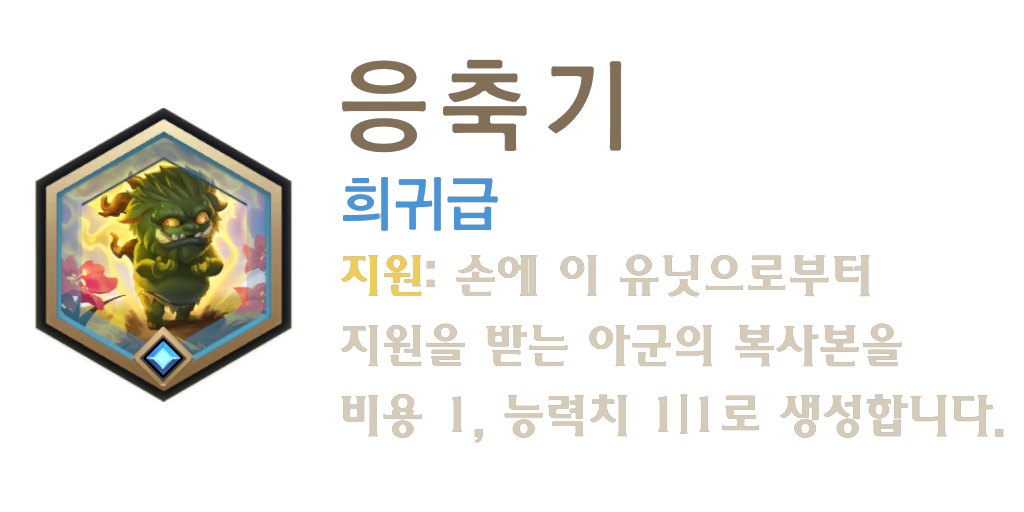 응축기
희귀급
지원: 손에 이 유닛으로부터
지원을 받는 아군의 복사본을
비용 1, 능력치 1|1로 생성합니다.